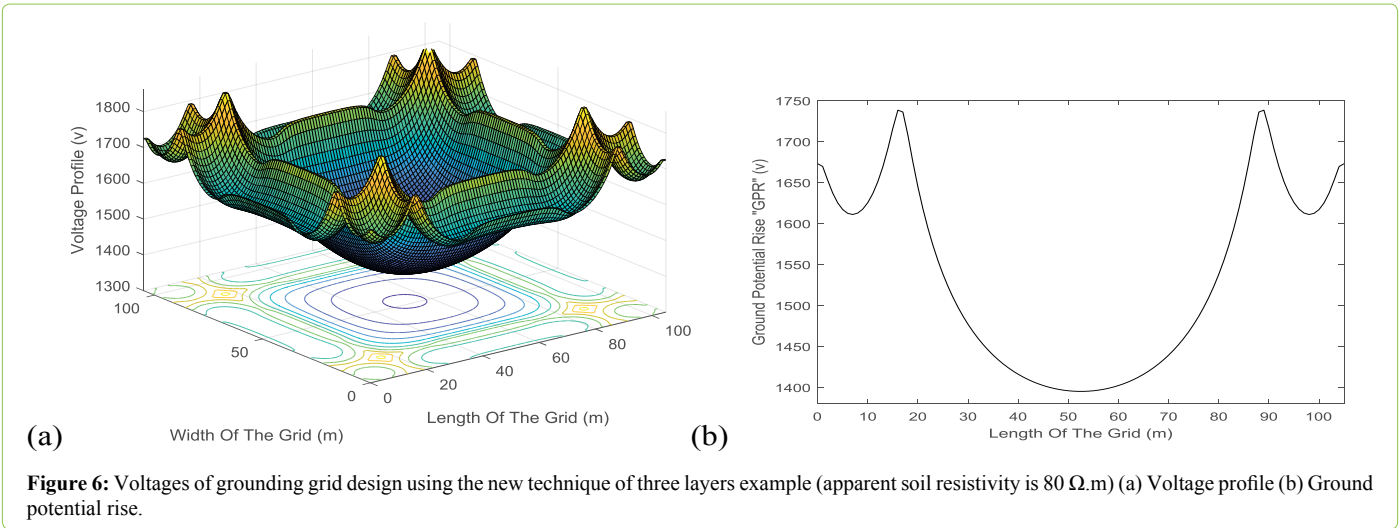 1800
1700
1600
1500
1400
1300
Voltage Profile (v)
100
50
0
Width Of The Grid (m)
0
20
40
60
80
100
Length Of The Grid (m)
(a)
1750
1700
1650
1600
1550
1500
1450
1400
Ground Potential Rise "GPR" (v)
0 10 20 30 40 50 60 70 80 90 100
Length Of The Grid (m)
(b)
Figure 6: Voltages of grounding grid design using the new technique of three layers example (apparent soil resistivity is 80 Ω.m) (a) Voltage profile (b) Ground
potential rise.